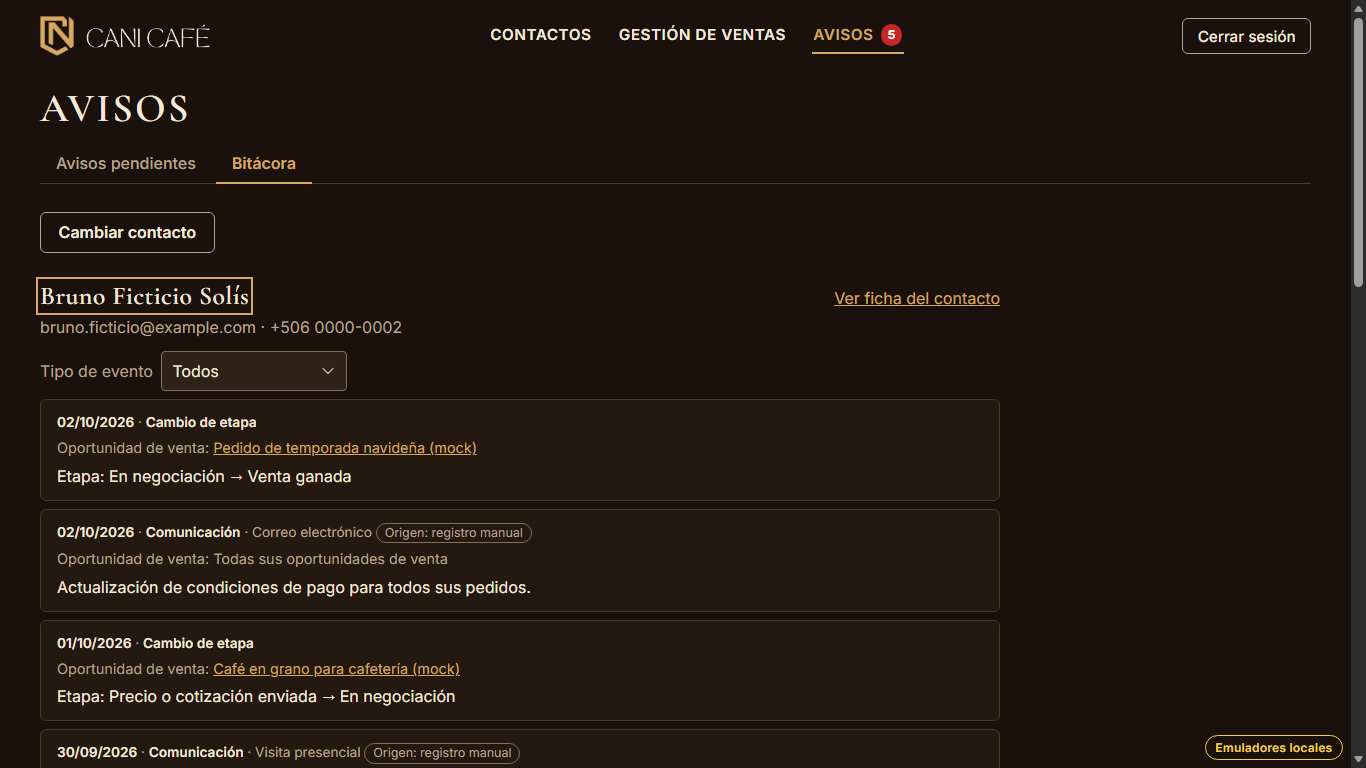 CANI CAFÉ
CONTACTOS GESTIÓN DE VENTAS AVISOS 5
Cerrar sesión
AVISOS
Avisos pendientes Bitácora
Cambiar contacto
Bruno Ficticio Solís
Ver ficha del contacto
bruno.ficticio@example.com · +506 0000-0002
Tipo de evento Todos
02/10/2026 · Cambio de etapa
Oportunidad de venta: Pedido de temporada navideña (mock)
Etapa: En negociación → Venta ganada
02/10/2026 · Comunicación · Correo electrónico Origen: registro manual
Oportunidad de venta: Todas sus oportunidades de venta
Actualización de condiciones de pago para todos sus pedidos.
01/10/2026 · Cambio de etapa
Oportunidad de venta: Café en grano para cafetería (mock)
Etapa: Precio o cotización enviada → En negociación
30/09/2026 · Comunicación · Visita presencial Origen: registro manual
Emuladores locales